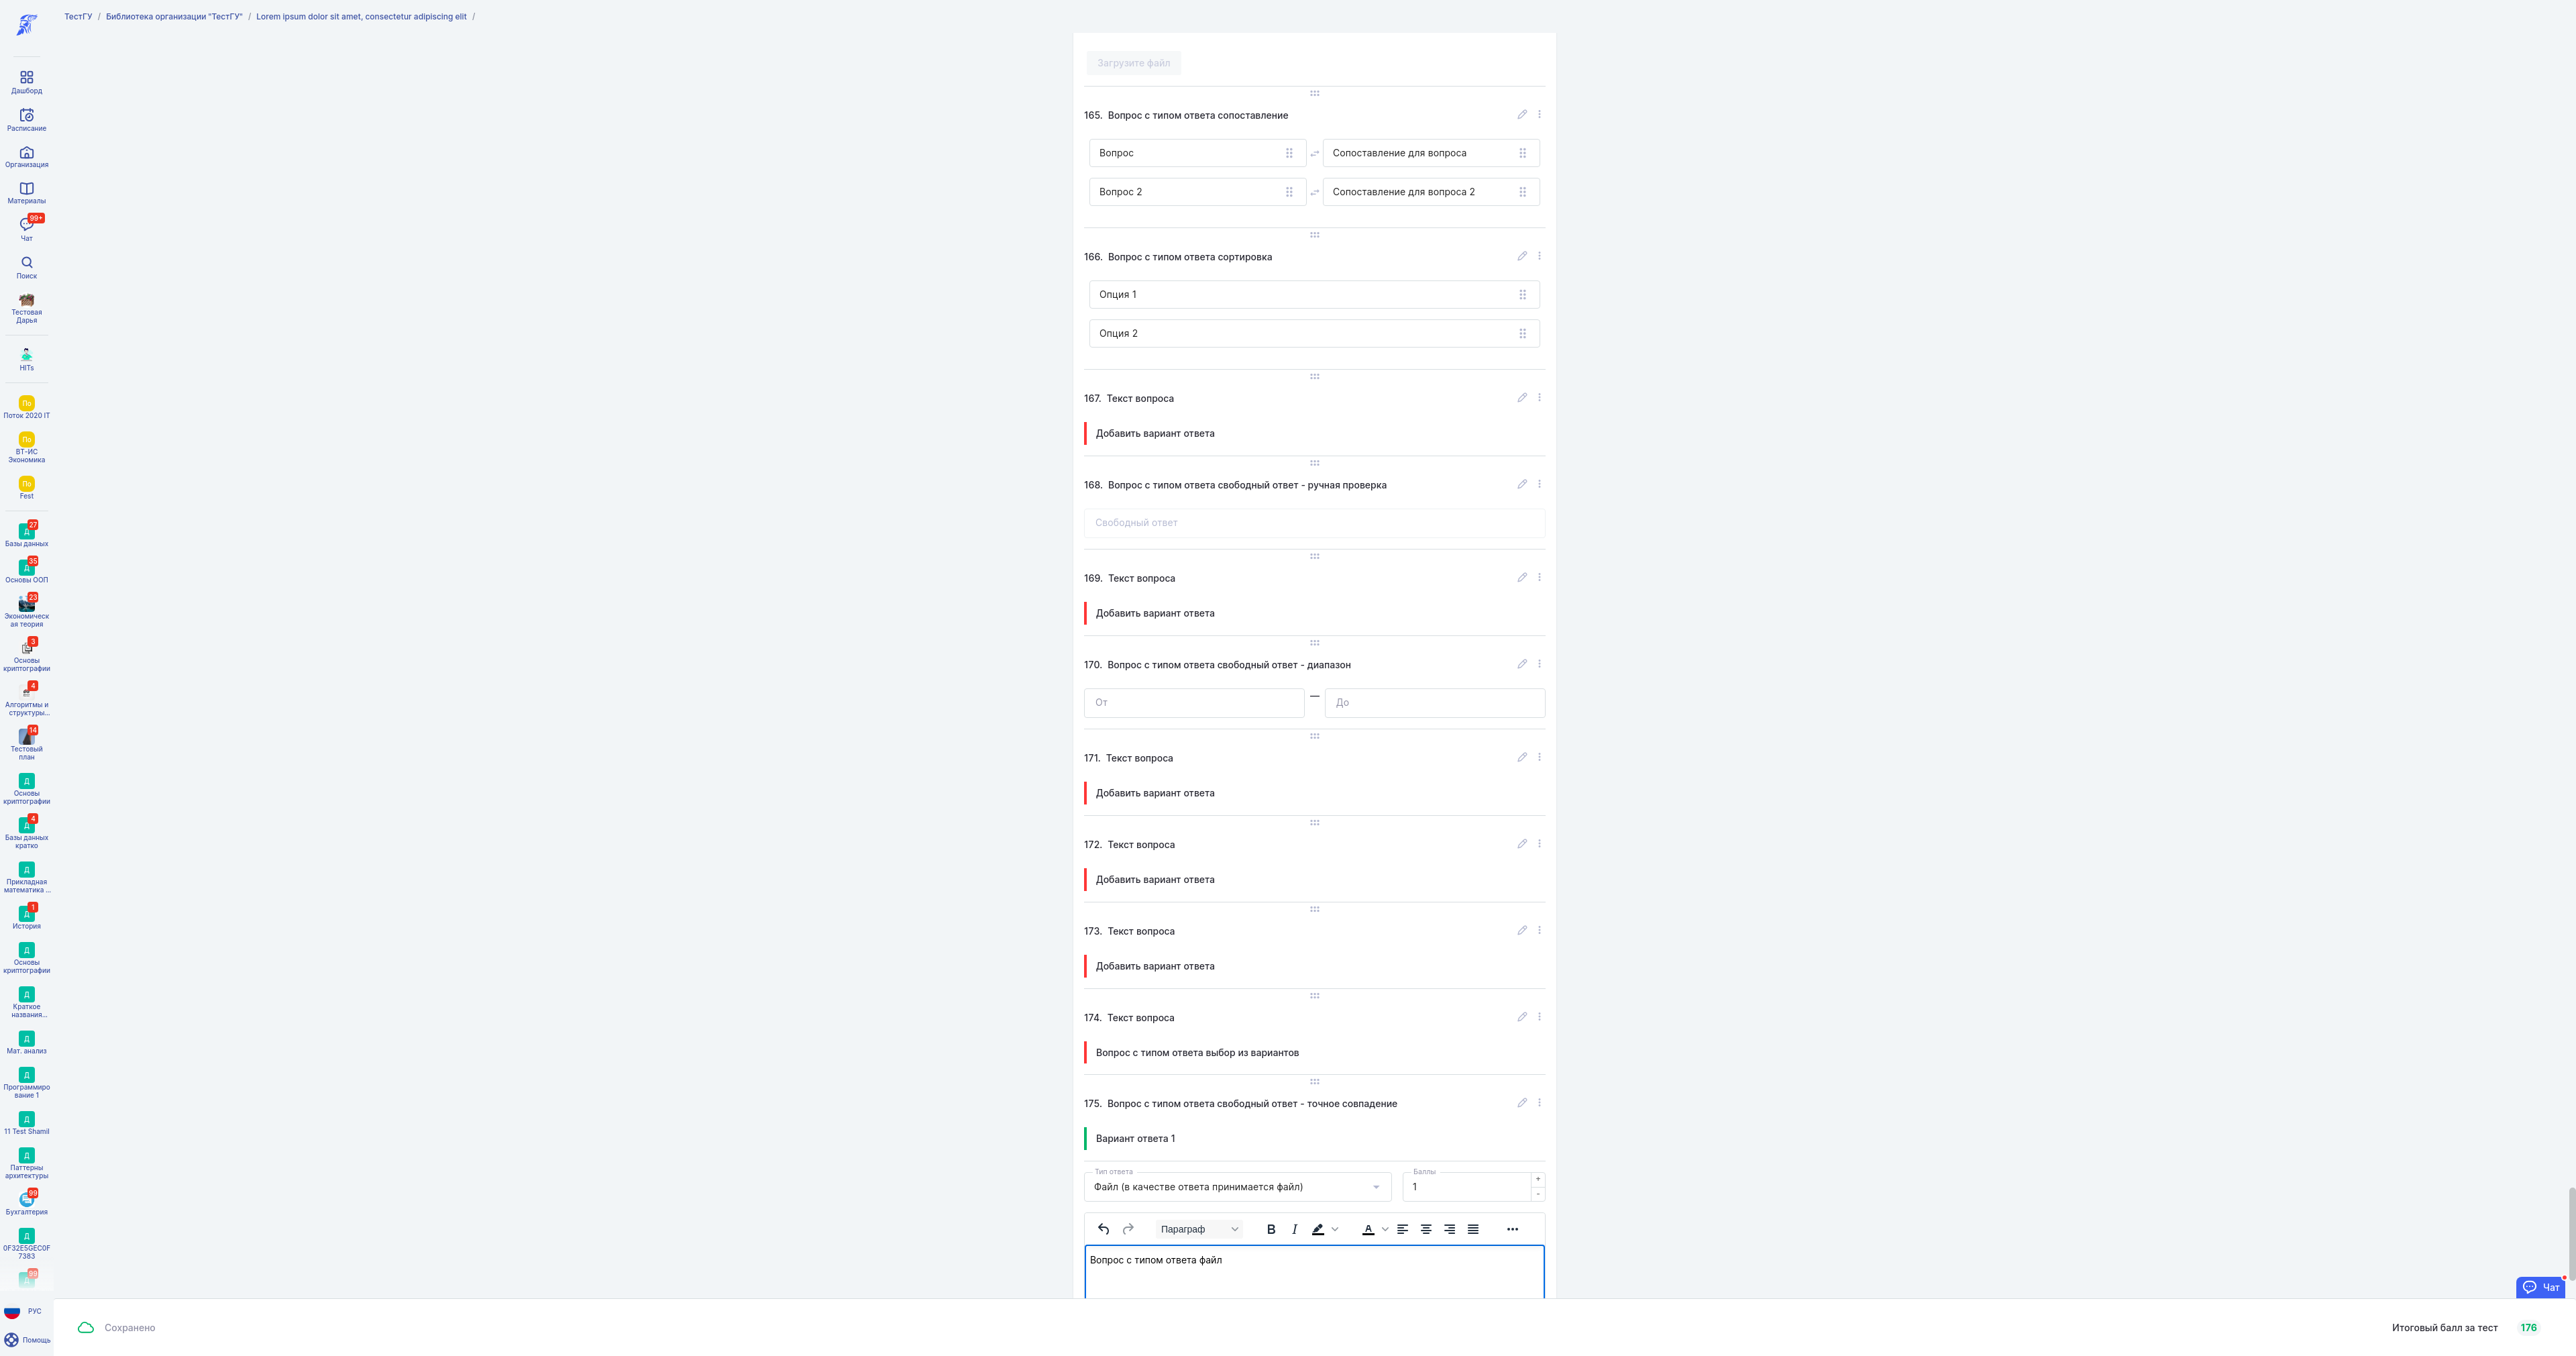 ТестГУ / Библиотека организации "ТестГУ" / Lorem ipsum dolor sit amet, consectetur adipiscing elit /
Дашборд
Расписание
Организация
Материалы
99+
Чат
Поиск
Тестовая
Дарья
HITs
По
Поток 2020 IT
По
ВТ-ИС
Экономика
По
Fest
27
Д
Базы данных
35
Д
Основы ООП
23
Экономическ
ая теория
3
Основы
криптографии
4
Алгоритмы и
структуры...
14
Тестовый
план
Д
Основы
криптографии
4
Д
Базы данных
кратко
Д
Прикладная
математика ...
1
Д
История
Д
Основы
криптографии
Д
Краткое
названия...
Д
Мат. анализ
Д
Программиро
вание 1
Д
11 Test Shamil
Д
Паттерны
архитектуры
99
Бухгалтерия
Д
0F32E5GEC0F
7383
99
Д
РУС
Помощь
Загрузите файл
165. Вопрос с типом ответа сопоставление
Вопрос Сопоставление для вопроса
Вопрос 2 Сопоставление для вопроса 2
166. Вопрос с типом ответа сортировка
Опция 1
Опция 2
167. Текст вопроса
Добавить вариант ответа
168. Вопрос с типом ответа свободный ответ - ручная проверка
Свободный ответ
169. Текст вопроса
Добавить вариант ответа
170. Вопрос с типом ответа свободный ответ - диапазон
От — До
171. Текст вопроса
Добавить вариант ответа
172. Текст вопроса
Добавить вариант ответа
173. Текст вопроса
Добавить вариант ответа
174. Текст вопроса
Вопрос с типом ответа выбор из вариантов
175. Вопрос с типом ответа свободный ответ - точное совпадение
Вариант ответа 1
Тип ответа Баллы
Файл (в качестве ответа принимается файл) 1 + -
Параграф B I A ...
Вопрос с типом ответа файл
Чат
Сохранено Итоговый балл за тест 176